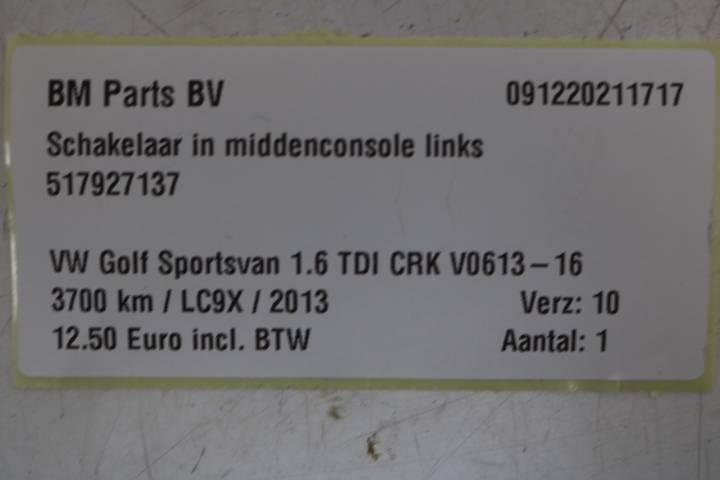 BM Parts BV 091220211717
Schakelaar in middenconsole links
517927137
VW Golf Sportsvan 1.6 TDI CRK V0613-16
3700 km / LC9X / 2013 Verz: 10
12.50 Euro incl. BTW Aantal: 1